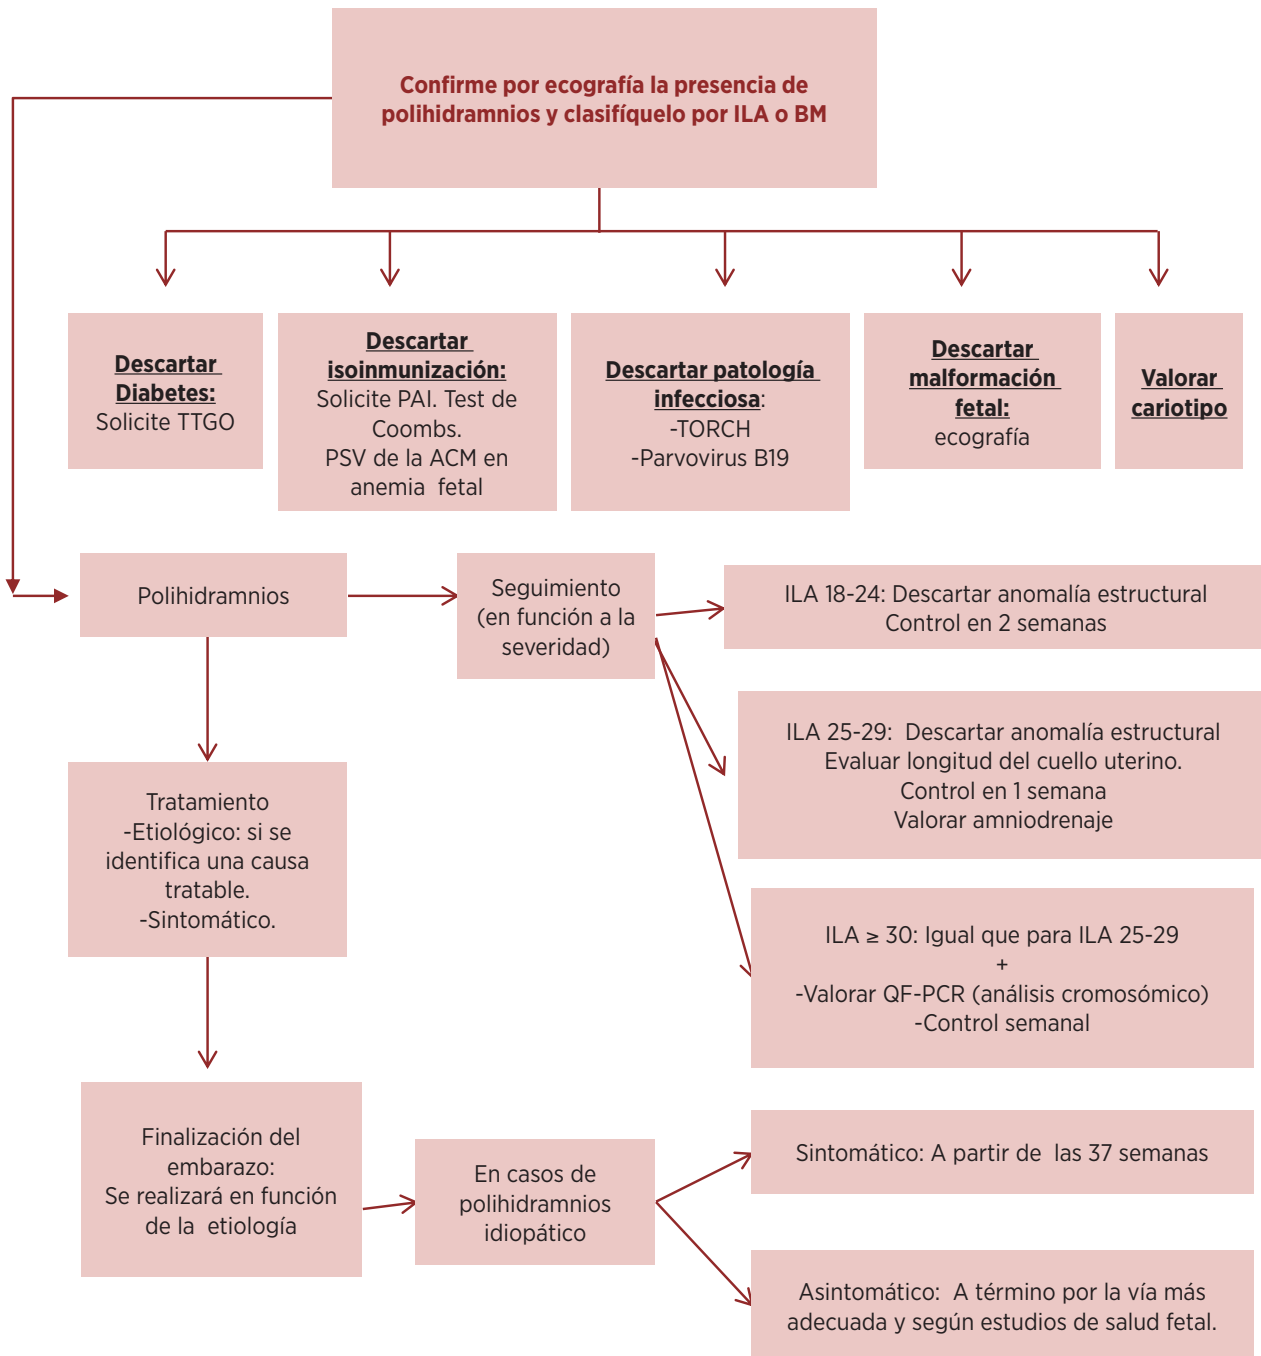 Confirme por ecografía la presencia de
polihidramnios y clasifíquelo por ILA o BM
Descartar
Diabetes:
Solicite TTGO
Descartar
isoinmunización:
Solicite PAI. Test de
Coombs.
PSV de la ACM en
anemia fetal
Descartar patología
infecciosa:
-TORCH
-Parvovirus B19
Descartar
malformación
fetal:
ecografía
Valorar
cariotipo
Polihidramnios
Seguimiento
(en función a la
severidad)
ILA 18-24: Descartar anomalía estructural
Control en 2 semanas
ILA 25-29: Descartar anomalía estructural
Evaluar longitud del cuello uterino.
Control en 1 semana
Valorar amniodrenaje
ILA ≥ 30: Igual que para ILA 25-29
+
-Valorar QF-PCR (análisis cromosómico)
-Control semanal
Tratamiento
-Etiológico: si se
identifica una causa
tratable.
-Sintomático.
Finalización del
embarazo:
Se realizará en función
de la etiología
En casos de
polihidramnios
idiopático
Sintomático: A partir de las 37 semanas
Asintomático: A término por la vía más
adecuada y según estudios de salud fetal.